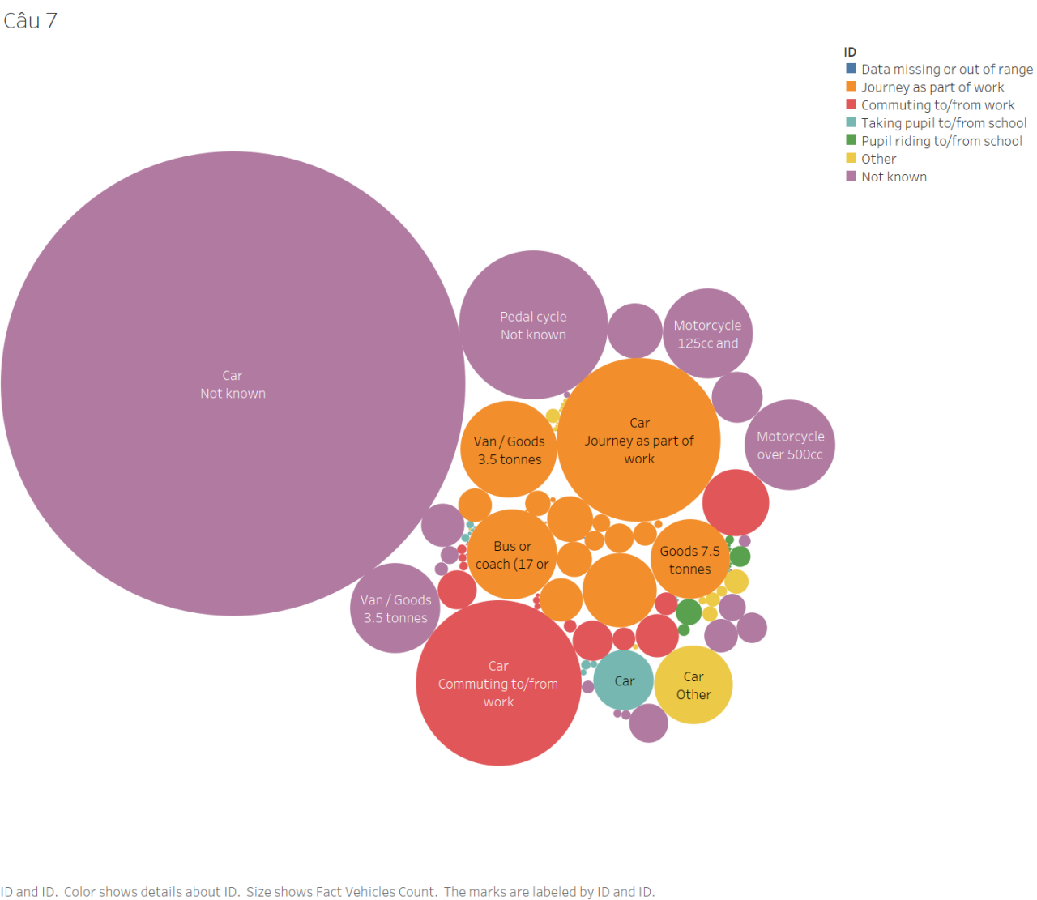 Câu 7
ID
Data missing or out of range
Journey as part of work
Commuting to/from work
Taking pupil to/from school
Pupil riding to/from school
Other
Not known
Pedal cycle
Not known
Motorcycle
125cc and
Car
Not known
Car
Journey as part of
work
Van / Goods
3.5 tonnes
Motorcycle
over 500cc
Bus or
coach (17 or
Goods 7.5
tonnes
Van / Goods
3.5 tonnes
Car
Commuting to/from
work
Car
Car
Other
ID and ID. Color shows details about ID. Size shows Fact Vehicles Count. The marks are labeled by ID and ID.